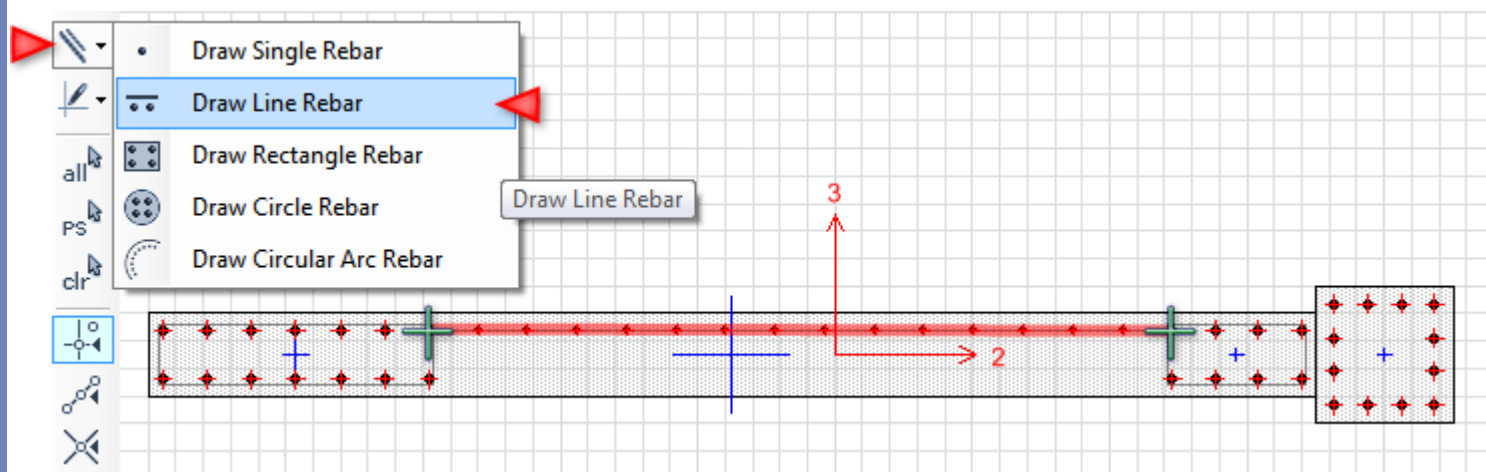 Draw Single Rebar
Draw Line Rebar
Draw Rectangle Rebar
Draw Line Rebar
Draw Circle Rebar
Draw Circular Arc Rebar
all
PS
clr
3
2